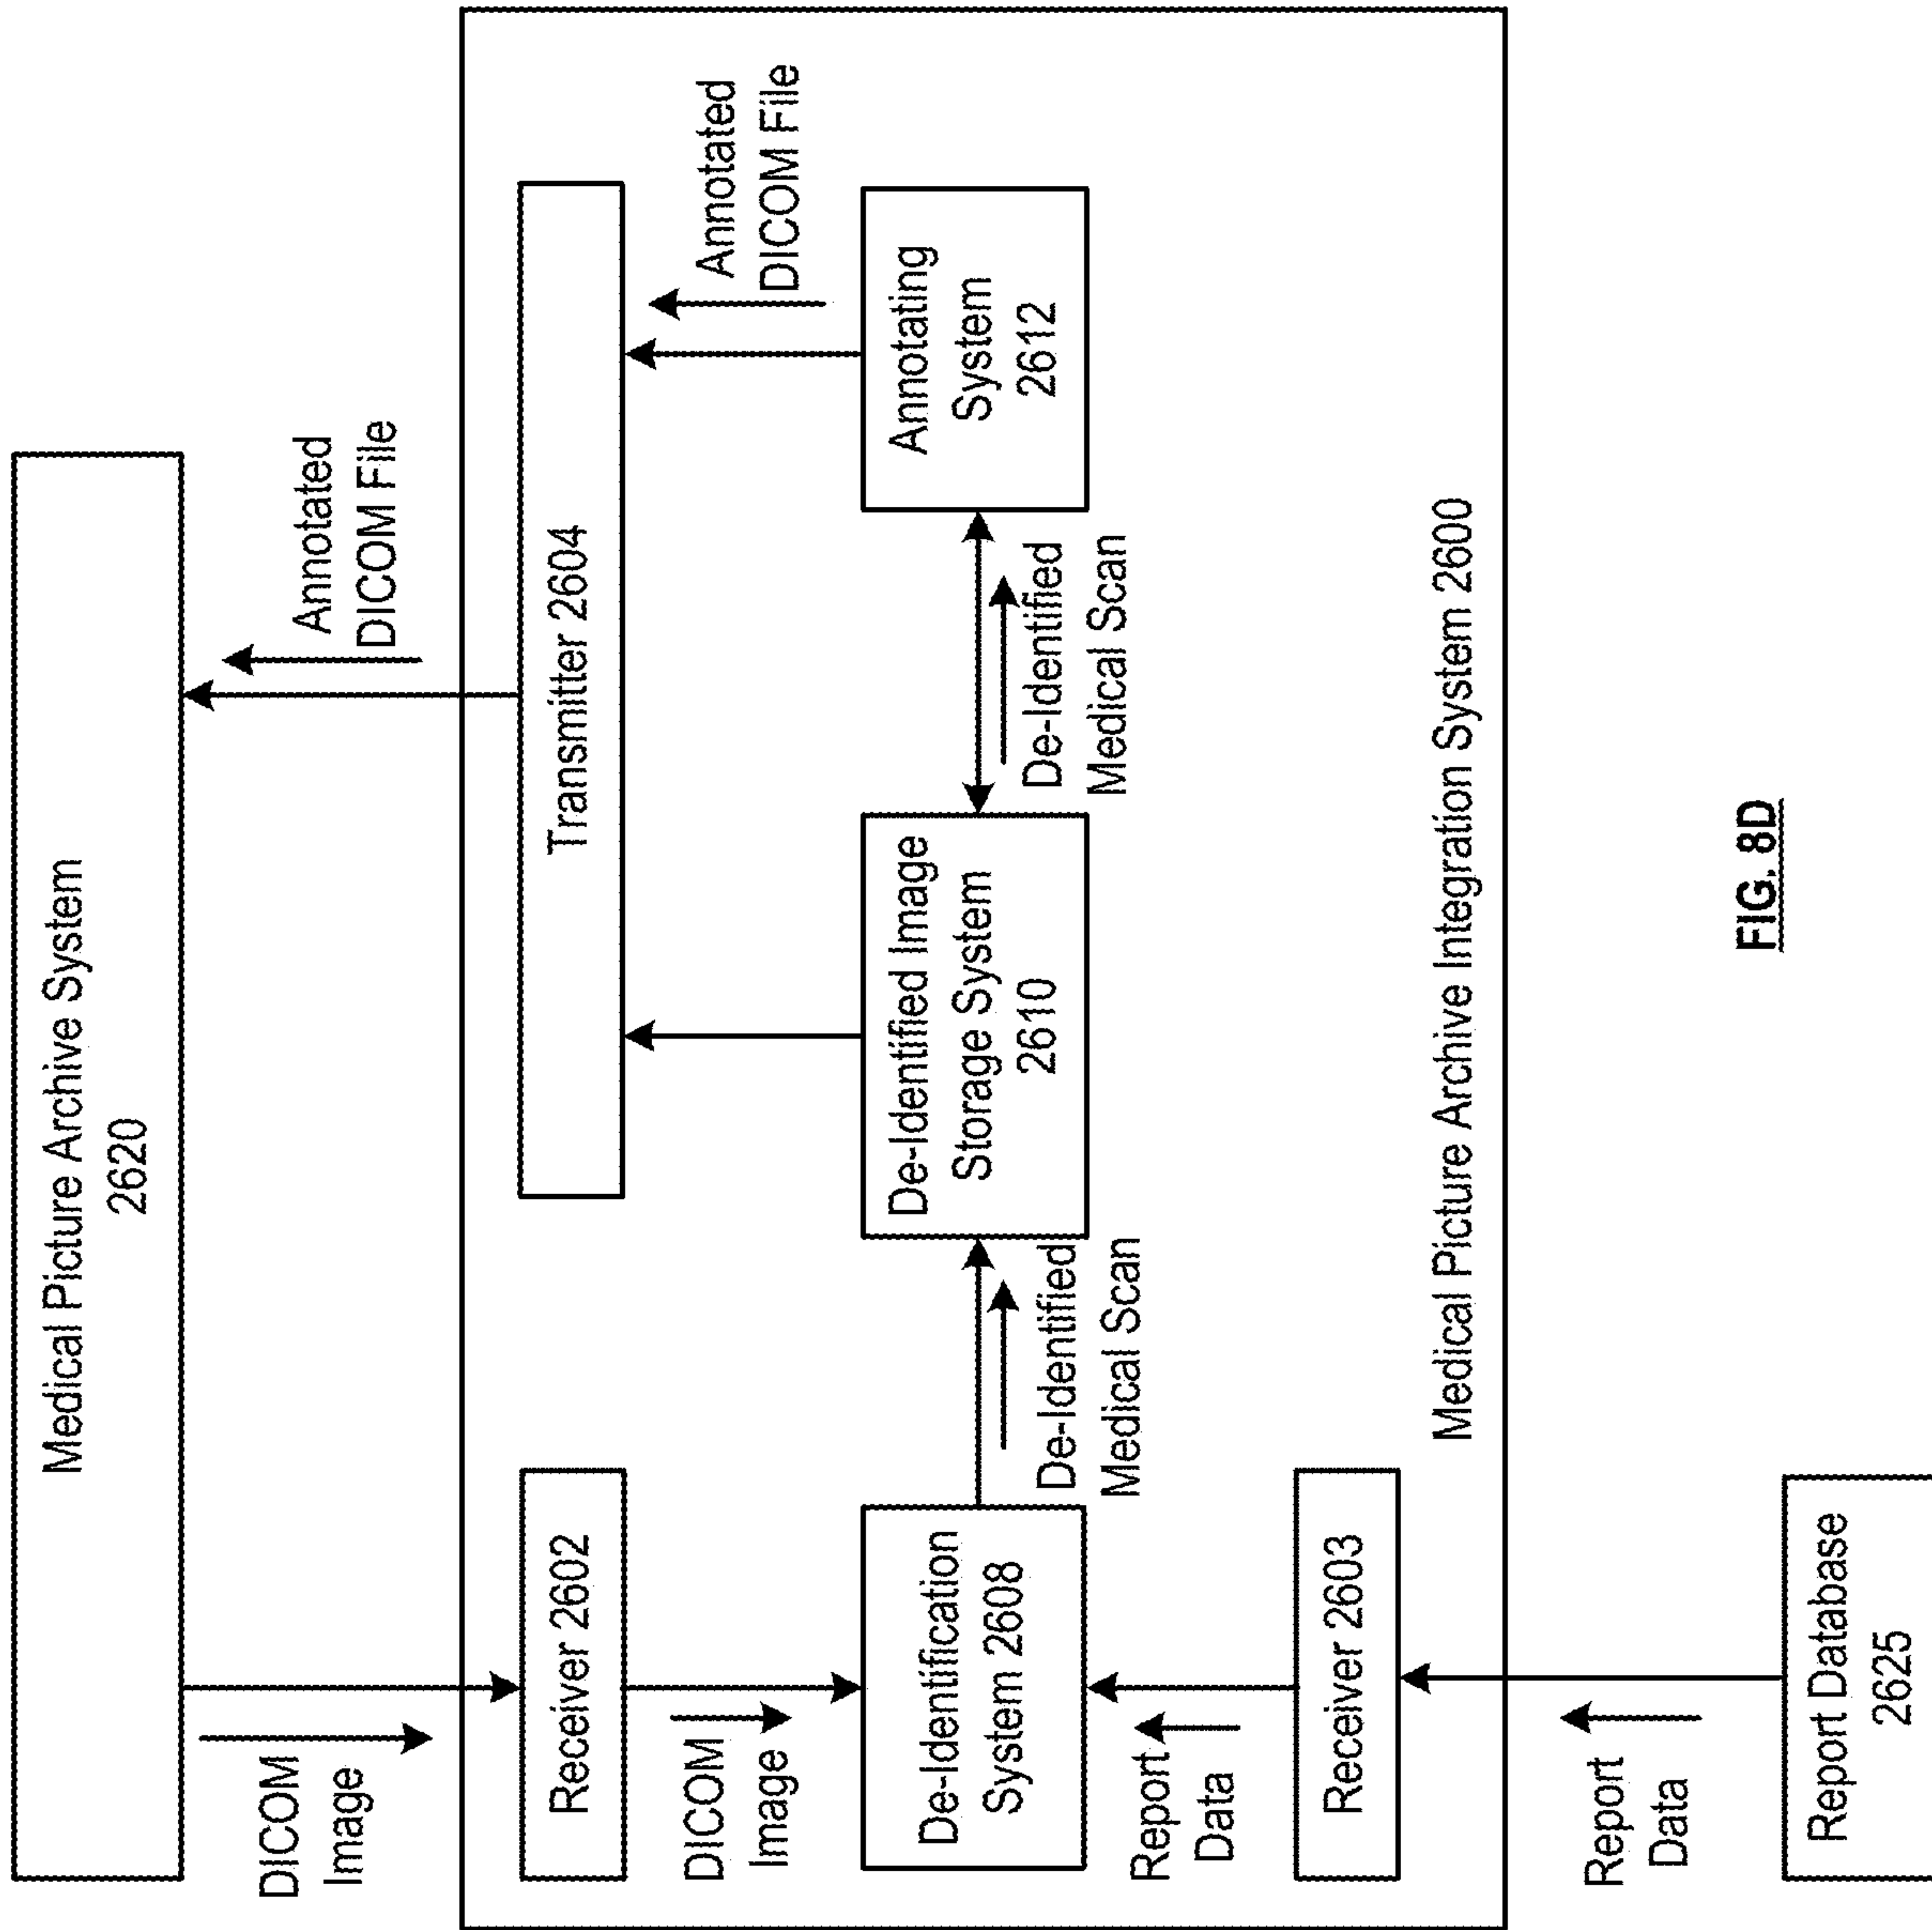 Medical Picture Archive System
2620
DICOM
Image
Annotated
DICOM File
Receiver 2602
Transmitter 2604
DICOM
Image
Annotated
DICOM File
De-Identification
System 2608
De-Identified
Medical Scan
De-Identified Image
Storage System
2610
De-Identified
Medical Scan
Annotating
System
2612
Report
Data
Receiver 2603
Medical Picture Archive Integration System 2600
Report
Data
Report Database
2625
FIG. 8D